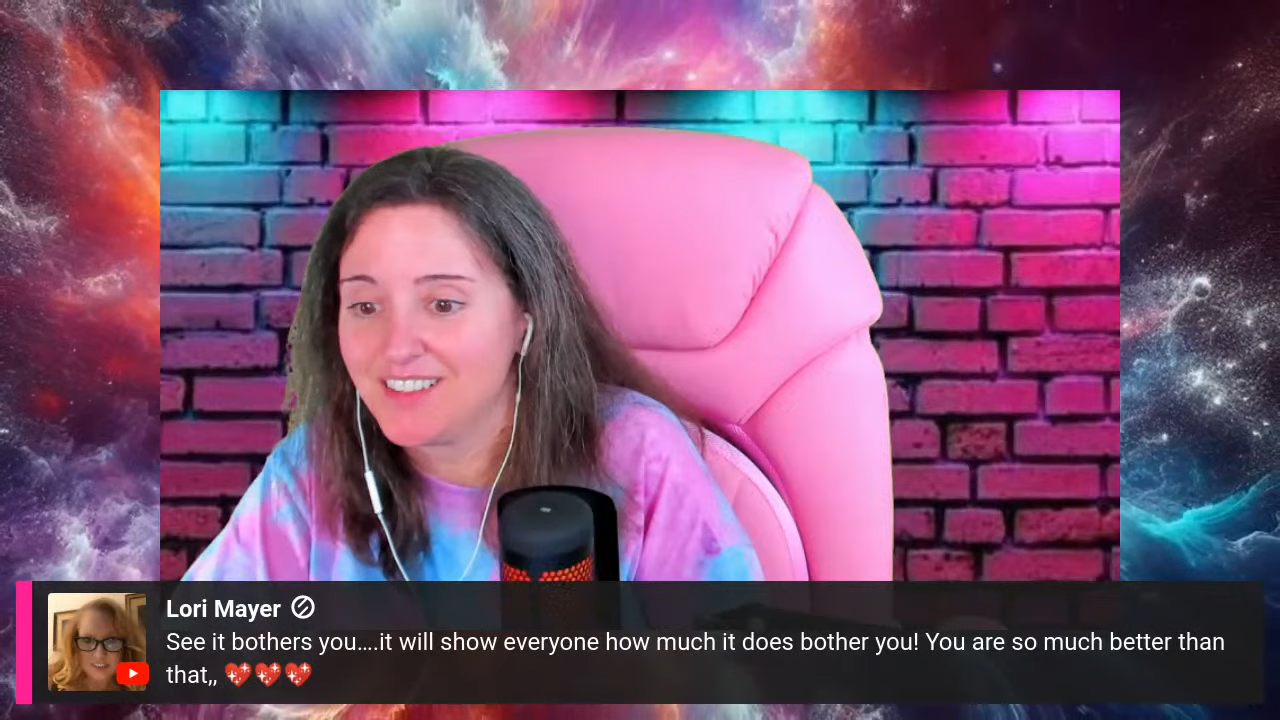 Lori Mayer
See it bothers you....it will show everyone how much it does bother you! You are so much better than
that,, 💖💖💖